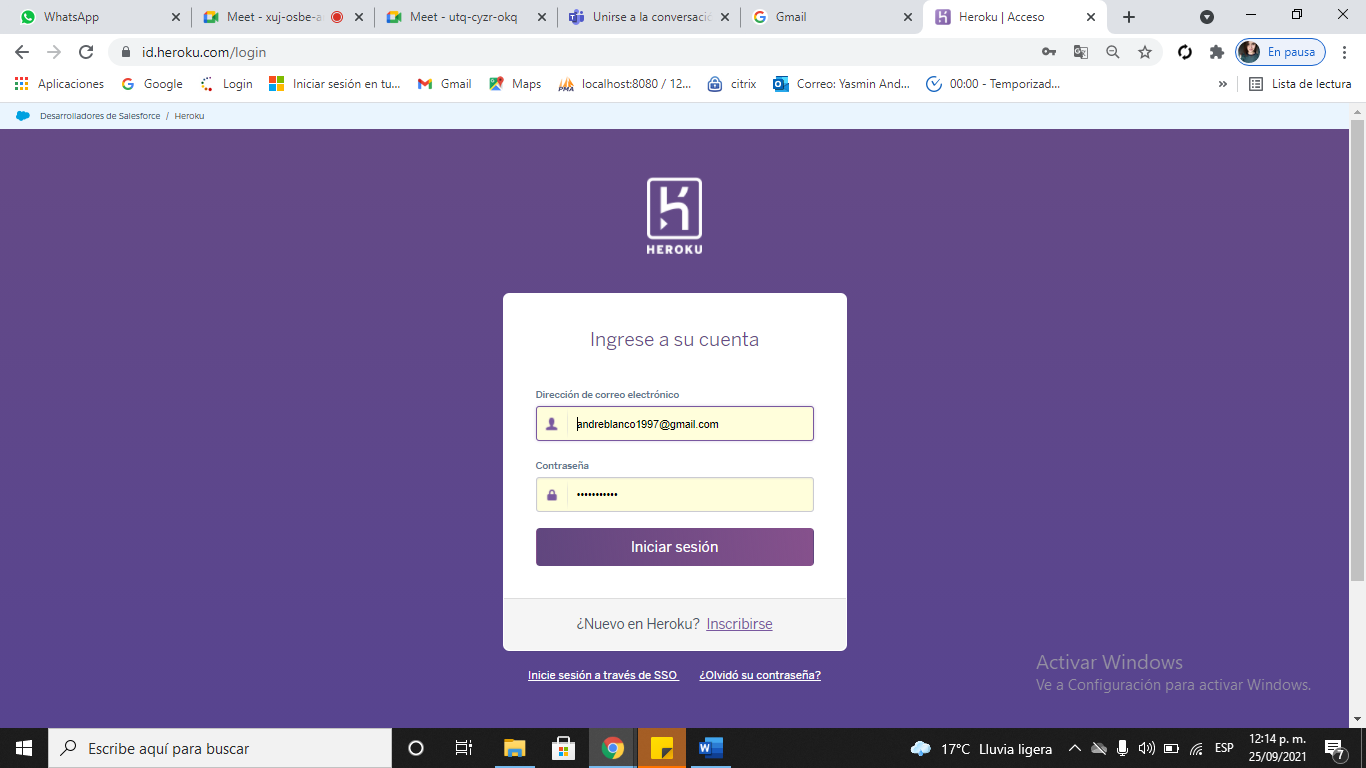 WhatsApp
Meet - xuj-osbe-a
Meet - utq-cyzr-okq
Unirse a la conversació
Gmail
Heroku | Acceso
id.heroku.com/login
En pausa
Aplicaciones
Google
Login
Iniciar sesión en tu...
Gmail
Maps
localhost:8080 / 12...
citrix
Correo: Yasmin And...
00:00 - Temporizad...
»
Lista de lectura
Desarrolladores de Salesforce / Heroku
HEROKU
Ingrese a su cuenta
Dirección de correo electrónico
andreblanco1997@gmail.com
Contraseña
•••••••••••
Iniciar sesión
¿Nuevo en Heroku? Inscribirse
Inicie sesión a través de SSO
¿Olvidó su contraseña?
Activar Windows
Ve a Configuración para activar Windows.
Escribe aquí para buscar
17°C Lluvia ligera
ESP
12:14 p. m.
25/09/2021
7